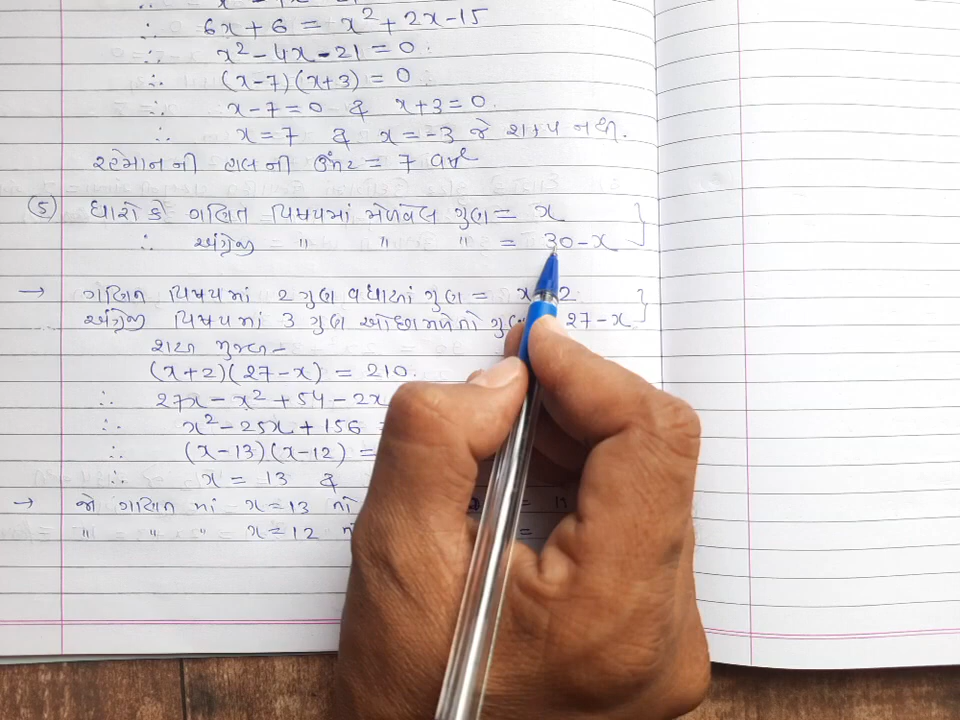 ∴ 6x + 6 = x² + 2x - 15
∴ x² - 4x - 21 = 0.
∴ (x-7)(x+3) = 0
∴ x - 7 = 0 & x + 3 = 0.
∴ x = 7 & x = -3 જે શક્ય નથી.
રહેમાનની હાલની ઉંમર = 7 વર્ષ
(5) ધારો કે ગણિત વિષયમાં મેળવેલ ગુણ = x
∴ અંગ્રેજી " " " = 30 - x
→ ગણિત વિષયમાં 2 ગુણ વધારતાં ગુણ = x 2
અંગ્રેજી વિષયમાં 3 ગુણ ઓછા મળેતો ગુણ 27 - x
શરત મુજબ -
(x+2)(27-x) = 210.
∴ 27x - x² + 54 - 2x
∴ x² - 25x + 156
∴ (x-13)(x-12) =
∴ x = 13 &
→ જો ગણિત માં x = 13 તો = 1
" " " x = 12 તો =